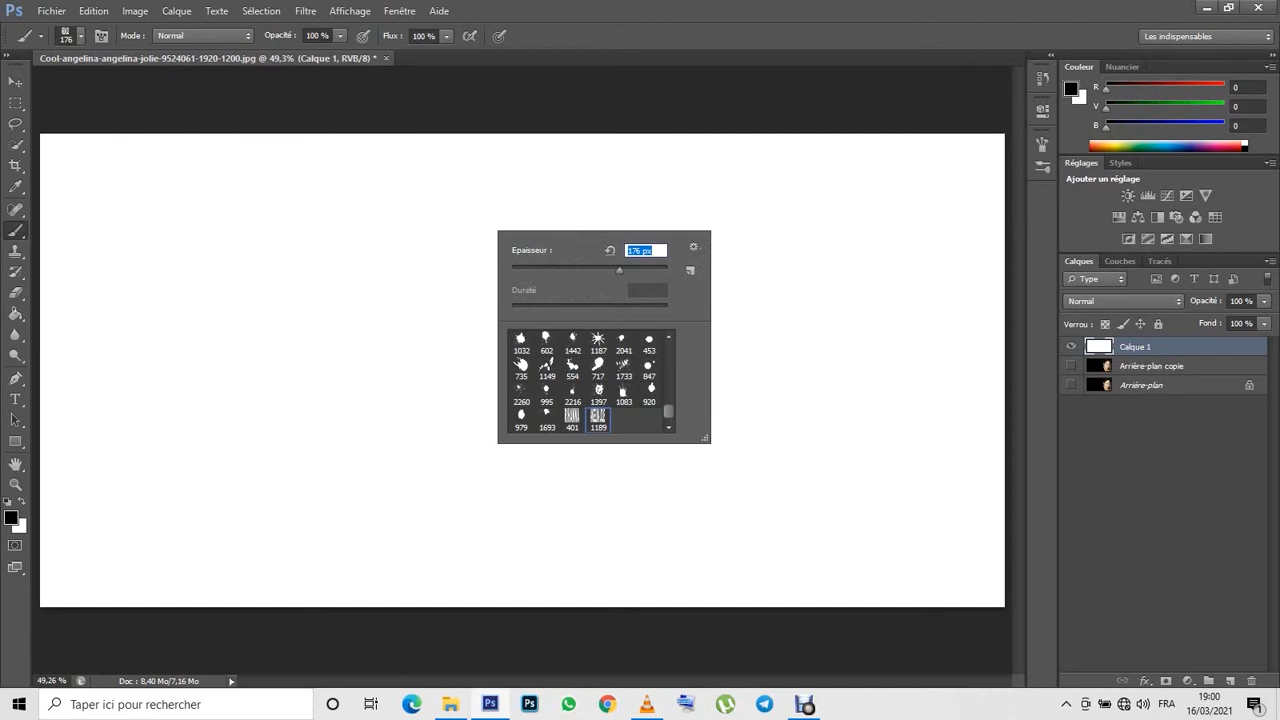 Ps Fichier Edition Image Calque Texte Sélection Filtre Affichage Fenêtre Aide
176 Mode : Normal Opacité : 100 % Flux : 100 % Les indispensables
Cool-angelina-angelina-jolie-9524061-1920-1200.jpg @ 49,3% (Calque 1, RVB/8) * ×
Couleur Nuancier
R 0
V 0
B 0
Réglages Styles
Ajouter un réglage
Epaisseur : 176 px
Dureté
1032 602 1442 1187 2041 453
735 1149 554 717 1733 847
2260 995 2216 1397 1083 920
979 1693 401 1189
Calques Couches Tracés
Type
Normal Opacité : 100 %
Verrou : Fond : 100 %
Calque 1
Arrière-plan copie
Arrière-plan
fx
49,26 % Doc : 8,40 Mo/7,16 Mo
Taper ici pour rechercher
FRA
19:00
16/03/2021
1